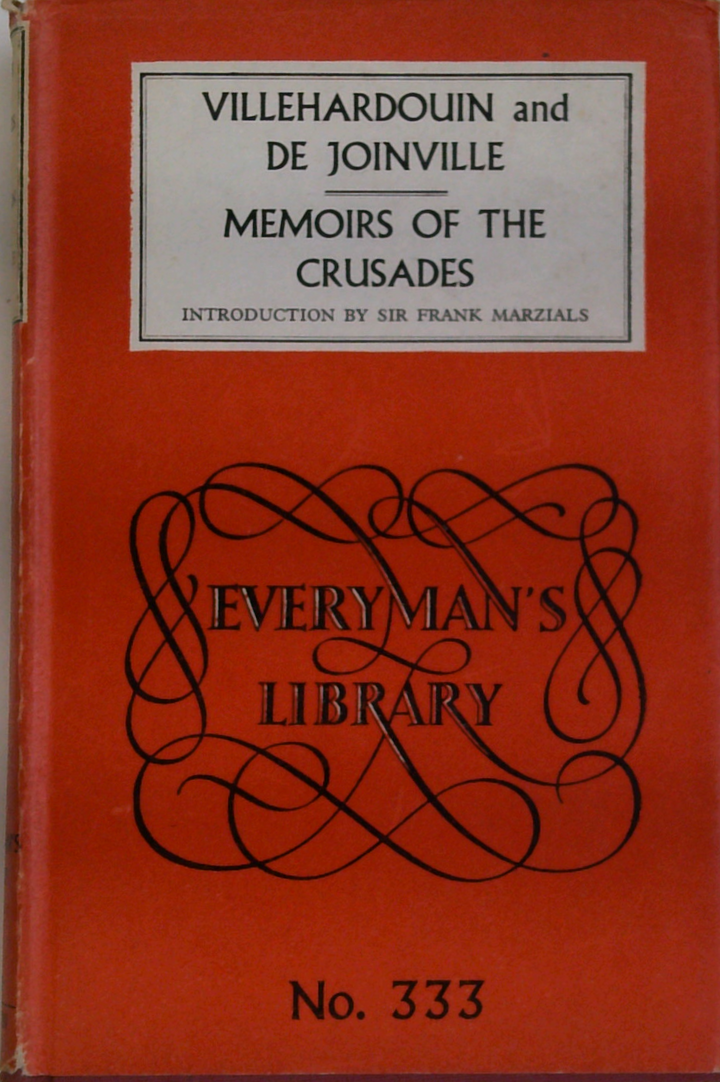 VILLEHARDOUIN and
DE JOINVILLE
MEMOIRS OF THE
CRUSADES
INTRODUCTION BY SIR FRANK MARZIALS
EVERYMAN'S
LIBRARY
No. 333